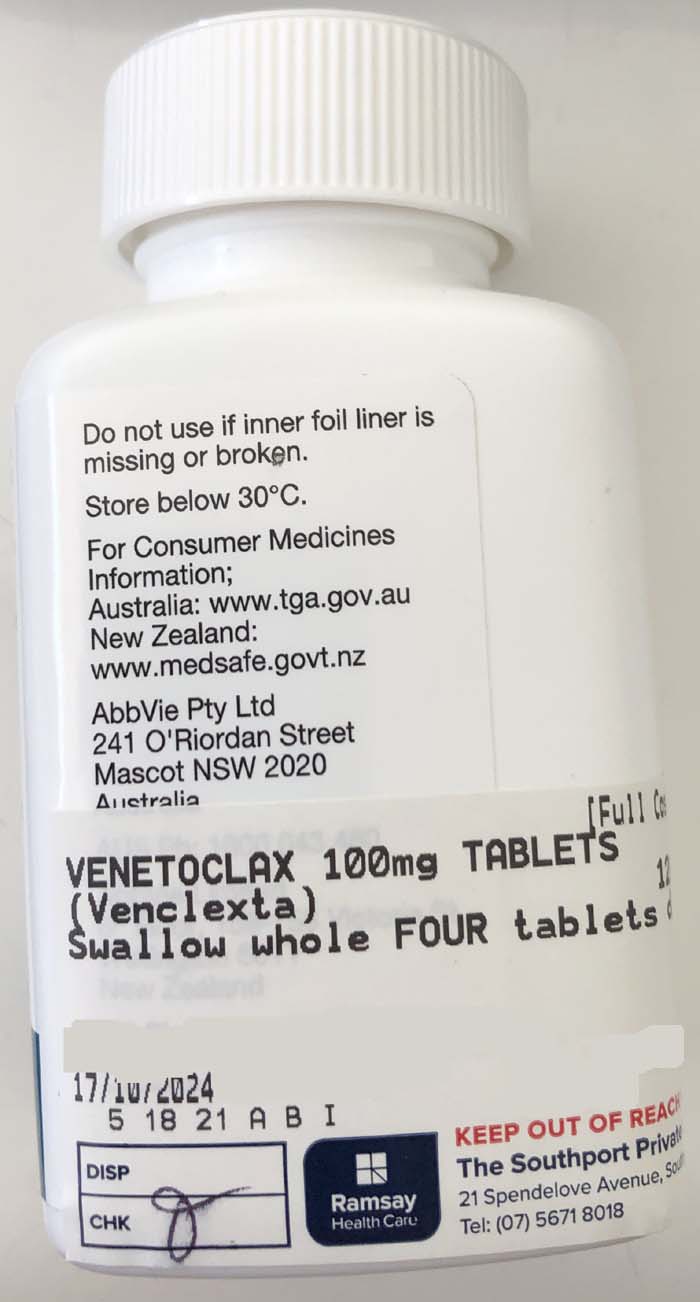 Do not use if inner foil liner is
missing or broken.
Store below 30°C.
For Consumer Medicines
Information;
Australia: www.tga.gov.au
New Zealand:
www.medsafe.govt.nz
AbbVie Pty Ltd
241 O'Riordan Street
Mascot NSW 2020
Australia
[Full
VENETOCLAX 100mg TABLETS
(Venclexta)
Swallow whole FOUR tablets
New Zealand
17/10/2024
5 18 21 A B I
DISP
CHK
Ramsay
Health Care
KEEP OUT OF REACH
The Southport Private
21 Spendelove Avenue,
Tel: (07) 5671 8018